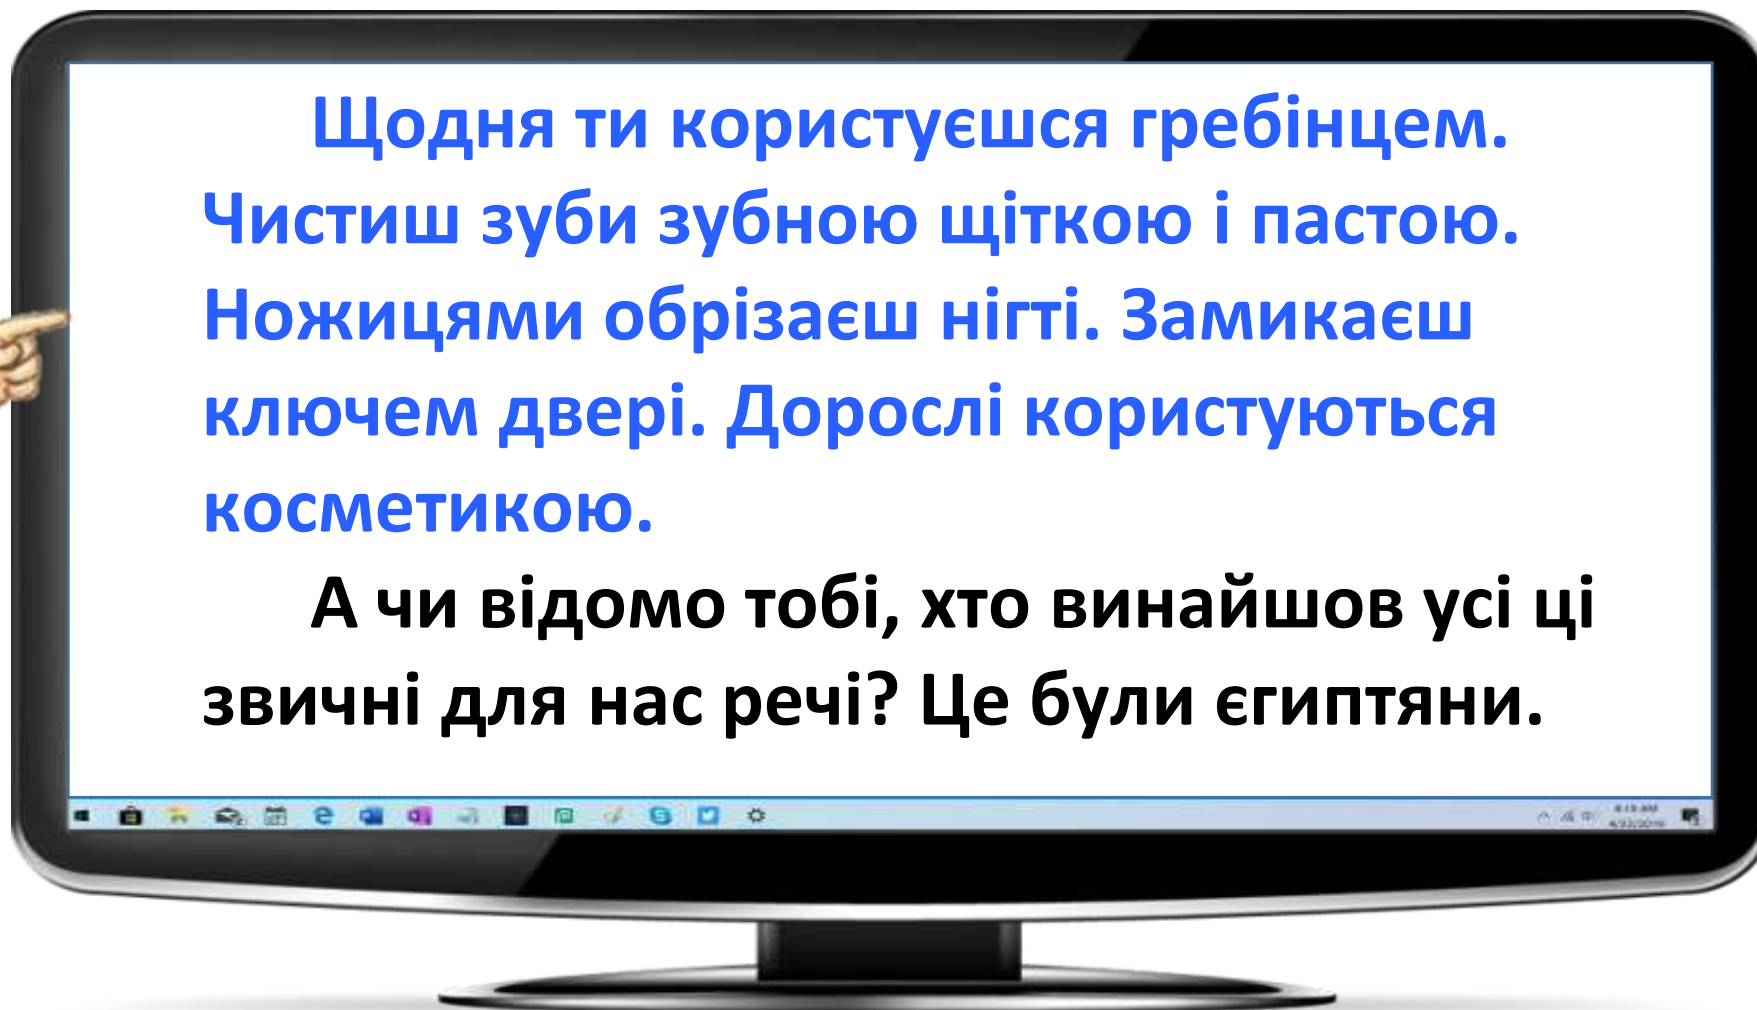 Щодня ти користуєшся гребінцем.
Чистиш зуби зубною щіткою і пастою.
Ножицями обрізаєш нігті. Замикаєш
ключем двері. Дорослі користуються
косметикою.
А чи відомо тобі, хто винайшов усі ці
звичні для нас речі? Це були єгиптяни.